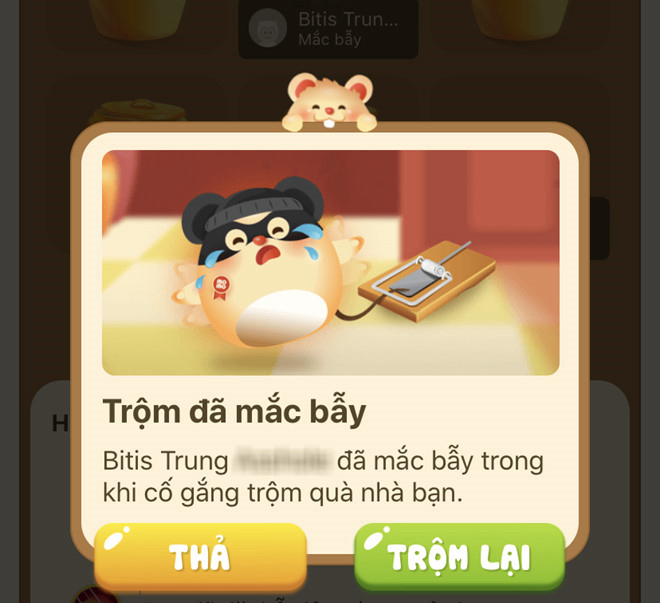 Bitis Trun...
Mắc bẫy
H
Trộm đã mắc bẫy
Bitis Trung đã mắc bẫy trong
khi cố gắng trộm quà nhà bạn.
THẢ
TRỘM LẠI